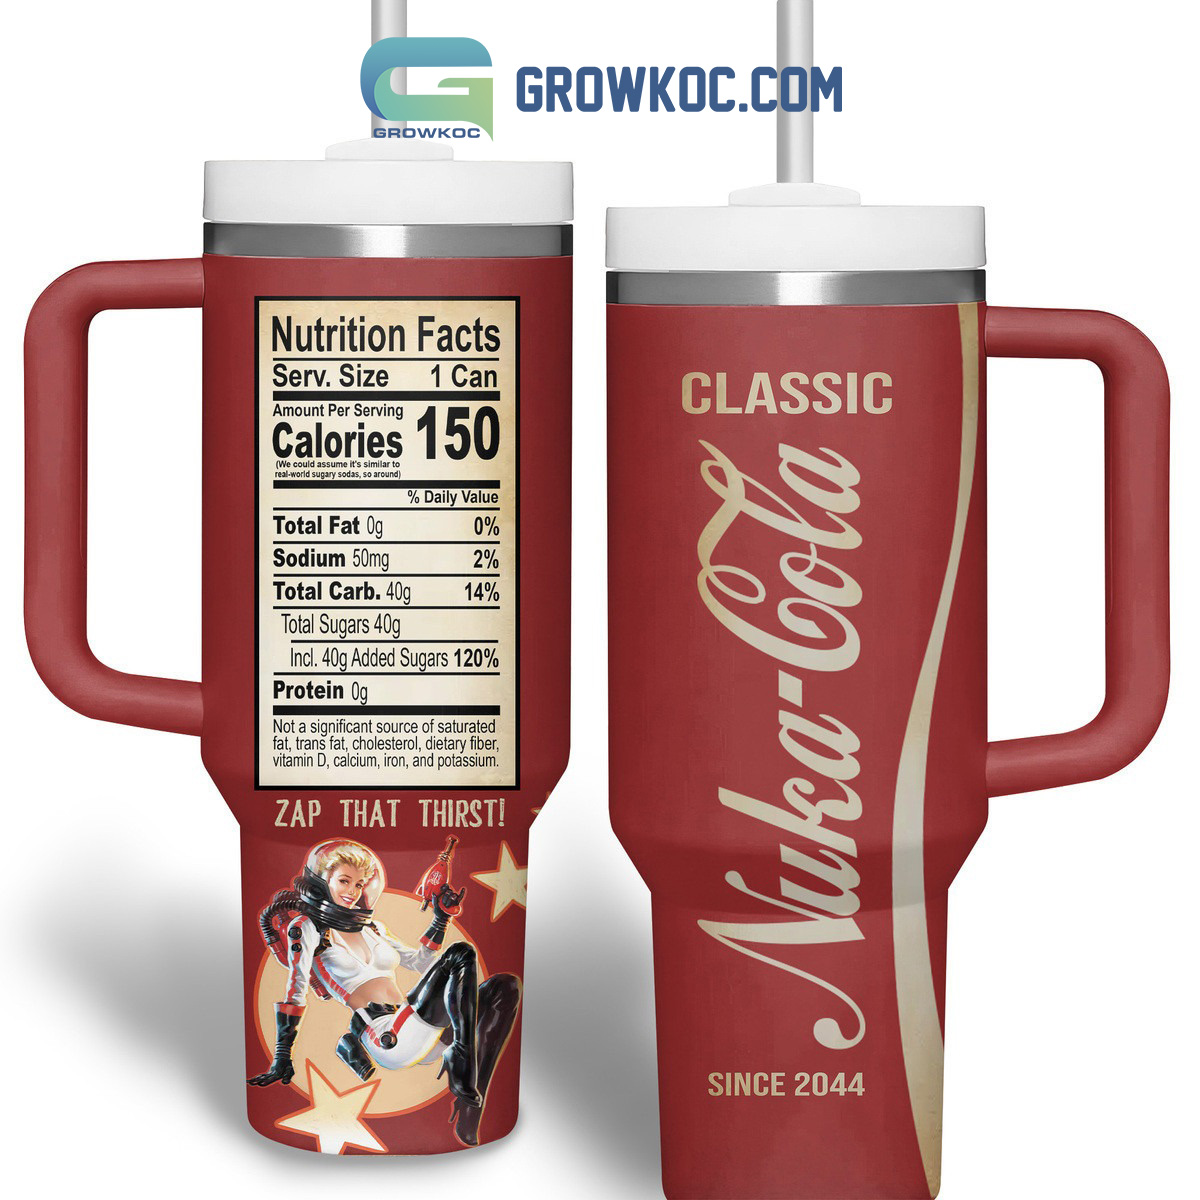 GROWKOC
GROWKOC.COM
Nutrition Facts
Serv. Size 1 Can
Amount Per Serving
Calories 150
(We could assume it's similar to
real-world sugary sodas, so around)
% Daily Value
Total Fat 0g 0%
Sodium 50mg 2%
Total Carb. 40g 14%
Total Sugars 40g
Incl. 40g Added Sugars 120%
Protein 0g
Not a significant source of saturated
fat, trans fat, cholesterol, dietary fiber,
vitamin D, calcium, iron, and potassium.
ZAP THAT THIRST!
CLASSIC
Nuka-Cola
SINCE 2044